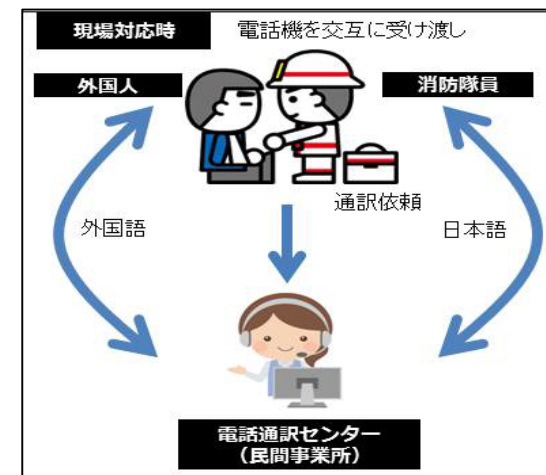 現場対応時
電話機を交互に受け渡し
外国人
消防隊員
通訳依頼
外国語
日本語
電話通訳センター
（民間事業所）